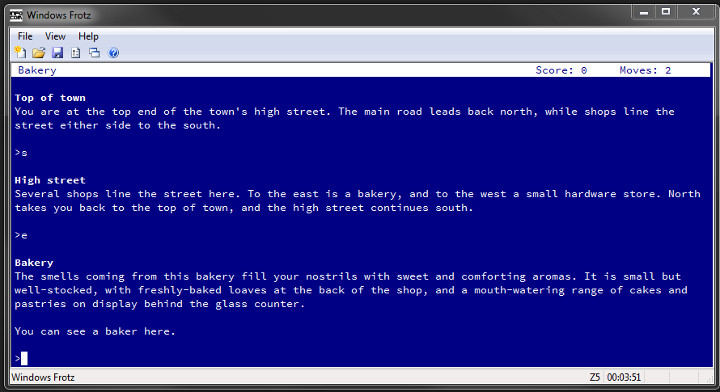 Windows Frotz
File View Help
Bakery Score: 0 Moves: 2
Top of town
You are at the top end of the town's high street. The main road leads back north, while shops line the
street either side to the south.
>s
High street
Several shops line the street here. To the east is a bakery, and to the west a small hardware store. North
takes you back to the top of town, and the high street continues south.
>e
Bakery
The smells coming from this bakery fill your nostrils with sweet and comforting aromas. It is small but
well-stocked, with freshly-baked loaves at the back of the shop, and a mouth-watering range of cakes and
pastries on display behind the glass counter.
You can see a baker here.
>
Windows Frotz Z5 00:03:51